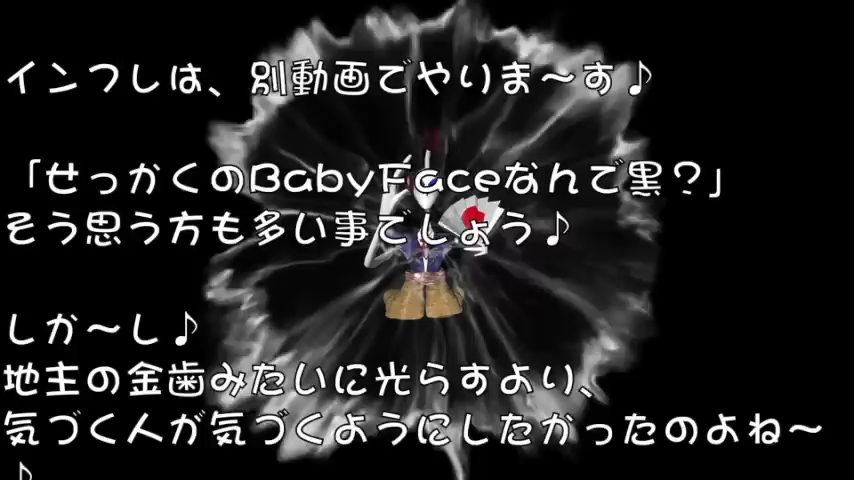 インフレは、別動画でやりま～す♪
「せっかくのBabyFaceなんで黒？」
そう思う方も多い事でしょう♪
しか～し♪
地主の金歯みたいに光らすより、
気づく人が気づくようにしたかったのよね～
♪